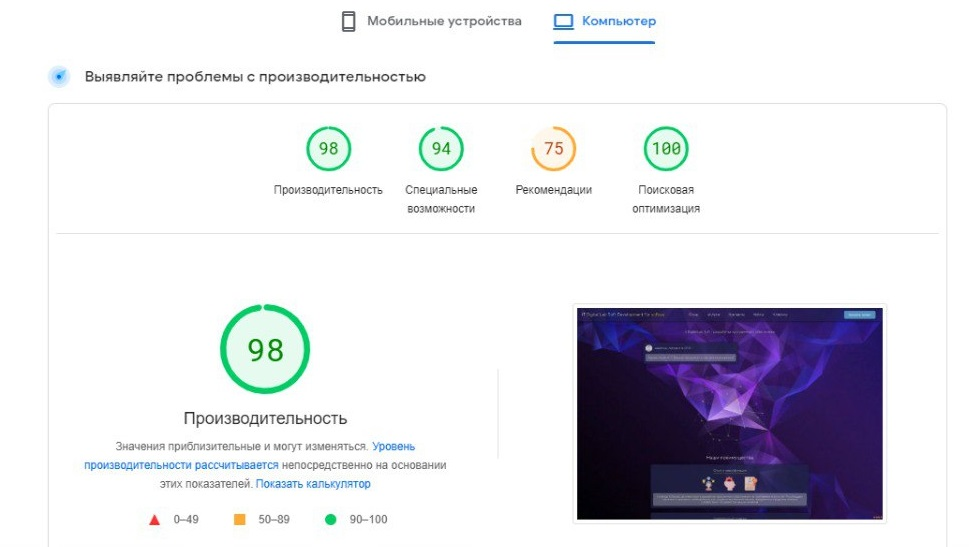 Мобильные устройства
Компьютер
Выявляйте проблемы с производительностью
98
94
75
100
Производительность
Специальные
возможности
Рекомендации
Поисковая
оптимизация
98
Производительность
Значения приблизительные и могут изменяться. Уровень
производительности рассчитывается непосредственно на основании
этих показателей. Показать калькулятор
0–49
50–89
90–100